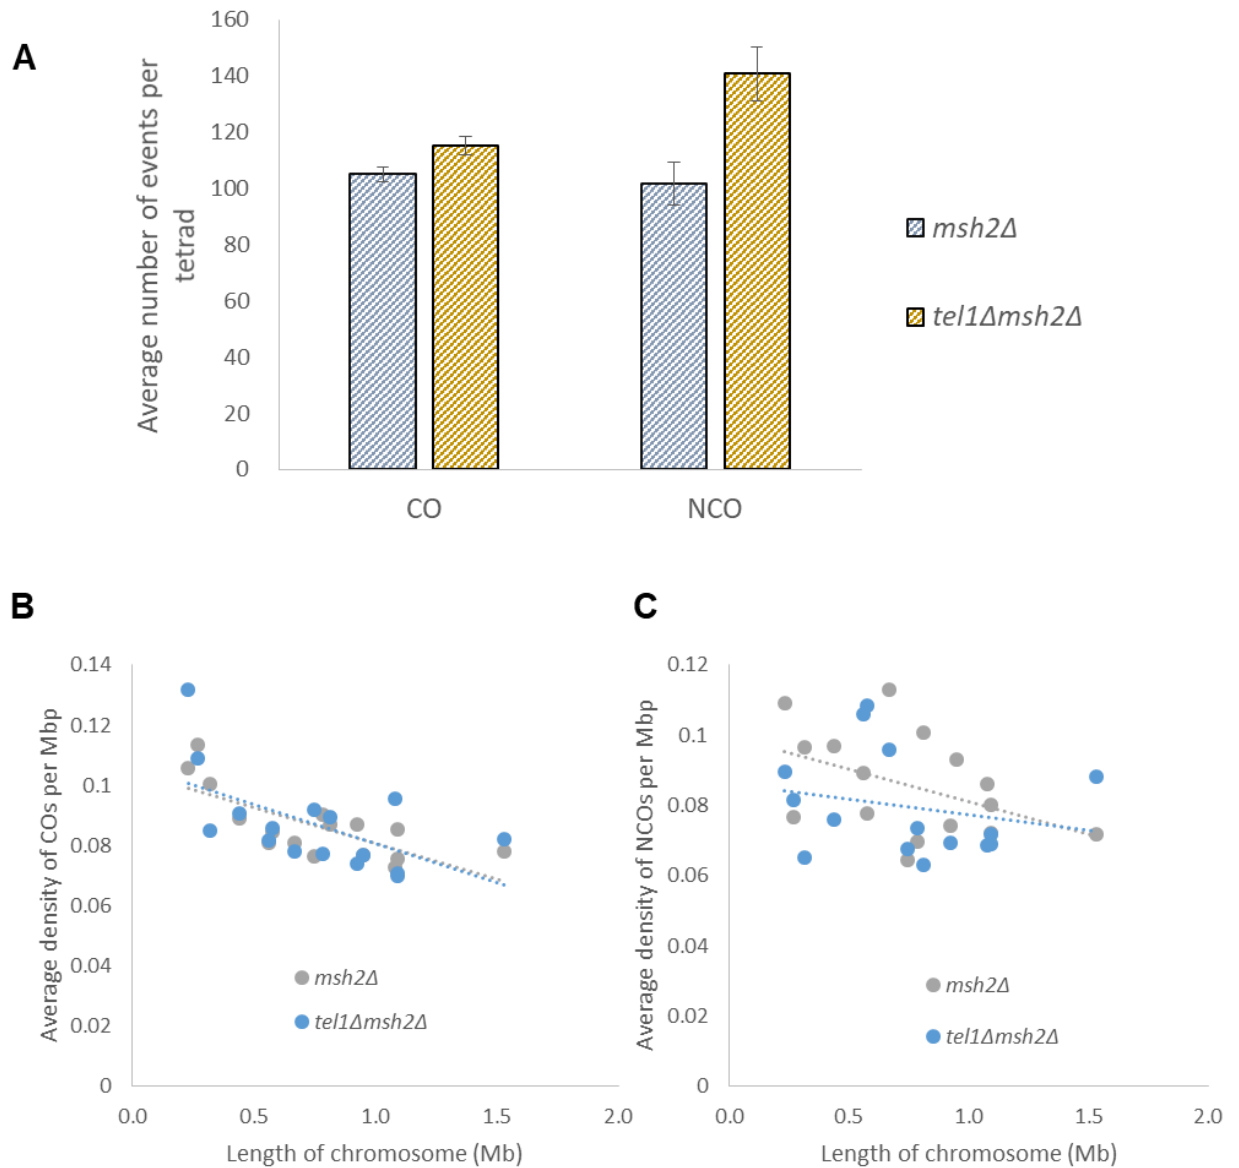 A
Average number of events per
tetrad
160
140
120
100
80
60
40
20
0
CO
NCO
msh2Δ
tel1Δmsh2Δ
B
Average density of COs per Mbp
0.14
0.12
0.1
0.08
0.06
0.04
0.02
0
msh2Δ
tel1Δmsh2Δ
0.0
0.5
1.0
1.5
2.0
Length of chromosome (Mb)
C
Average density of NCOs per Mbp
0.12
0.1
0.08
0.06
0.04
0.02
0
msh2Δ
tel1Δmsh2Δ
0.0
0.5
1.0
1.5
2.0
Length of chromosome (Mb)